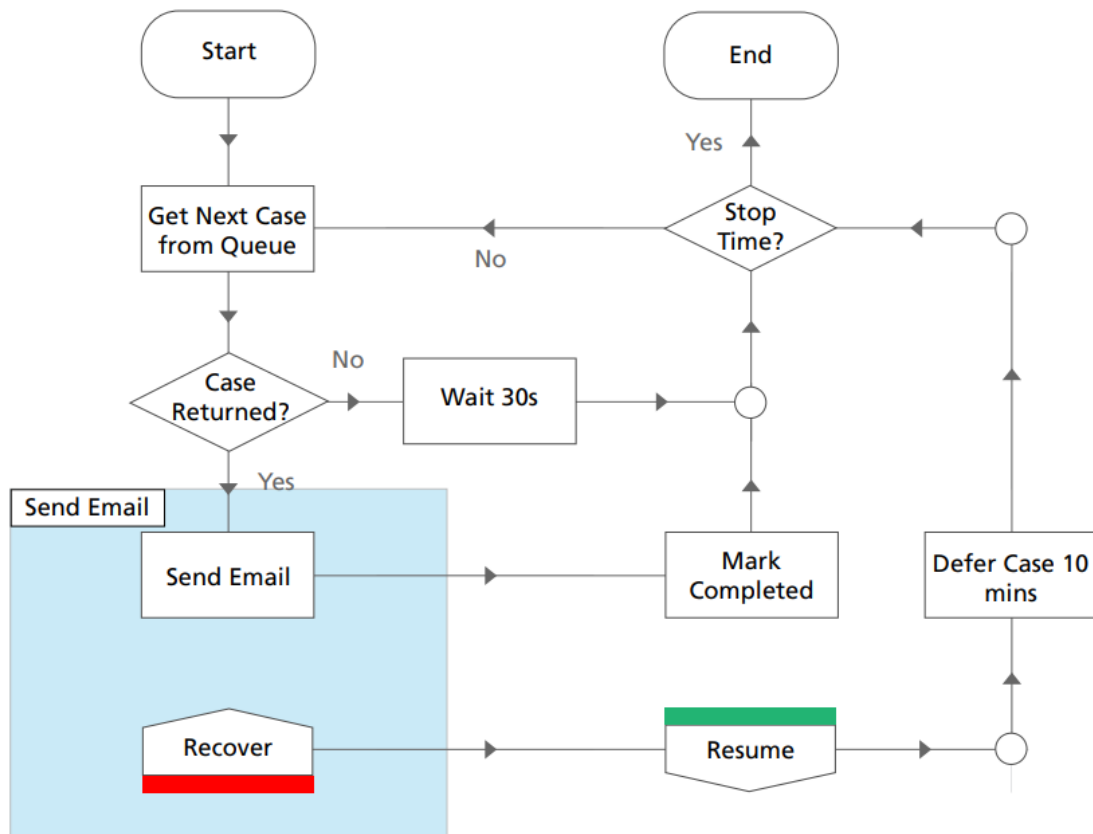 Start
End
Yes
Get Next Case
from Queue
Stop
Time?
No
No
Case
Returned?
Wait 30s
Yes
Send Email
Send Email
Mark
Completed
Defer Case 10
mins
Recover
Resume